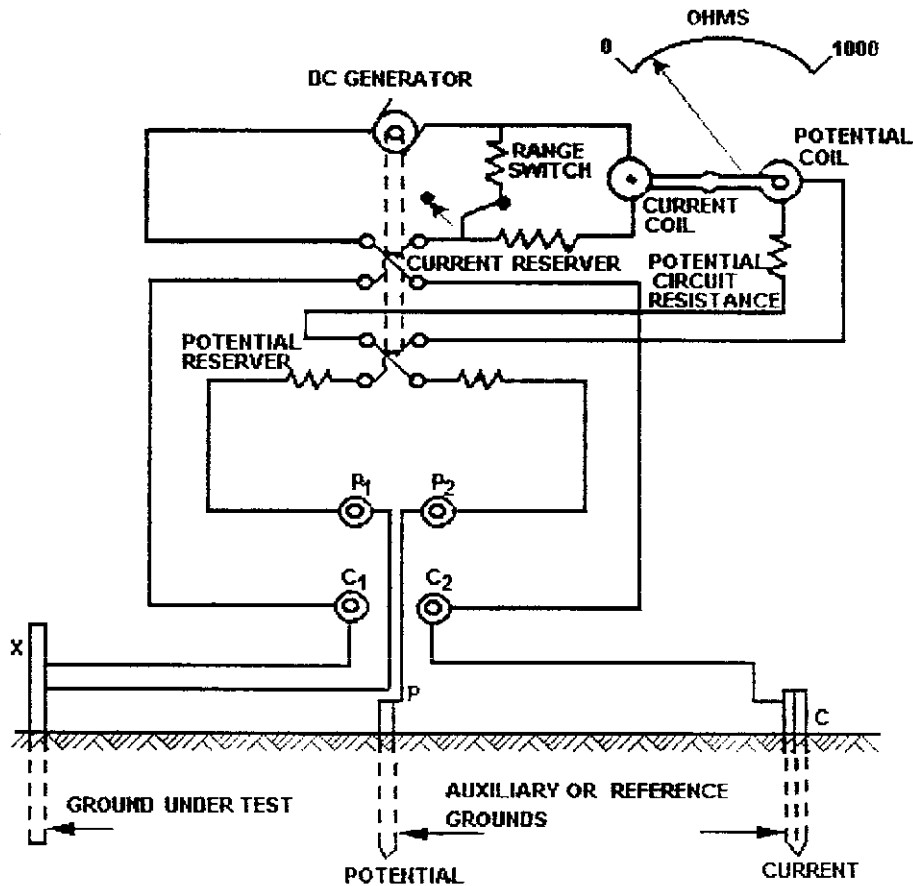 OHMS
0
1000
DC GENERATOR
RANGE
SWITCH
POTENTIAL
COIL
CURRENT
COIL
CURRENT RESERVER
POTENTIAL
CIRCUIT
RESISTANCE
POTENTIAL
RESERVER
P1
P2
C1
C2
X
P
C
GROUND UNDER TEST
AUXILIARY OR REFERENCE
GROUNDS
POTENTIAL
CURRENT